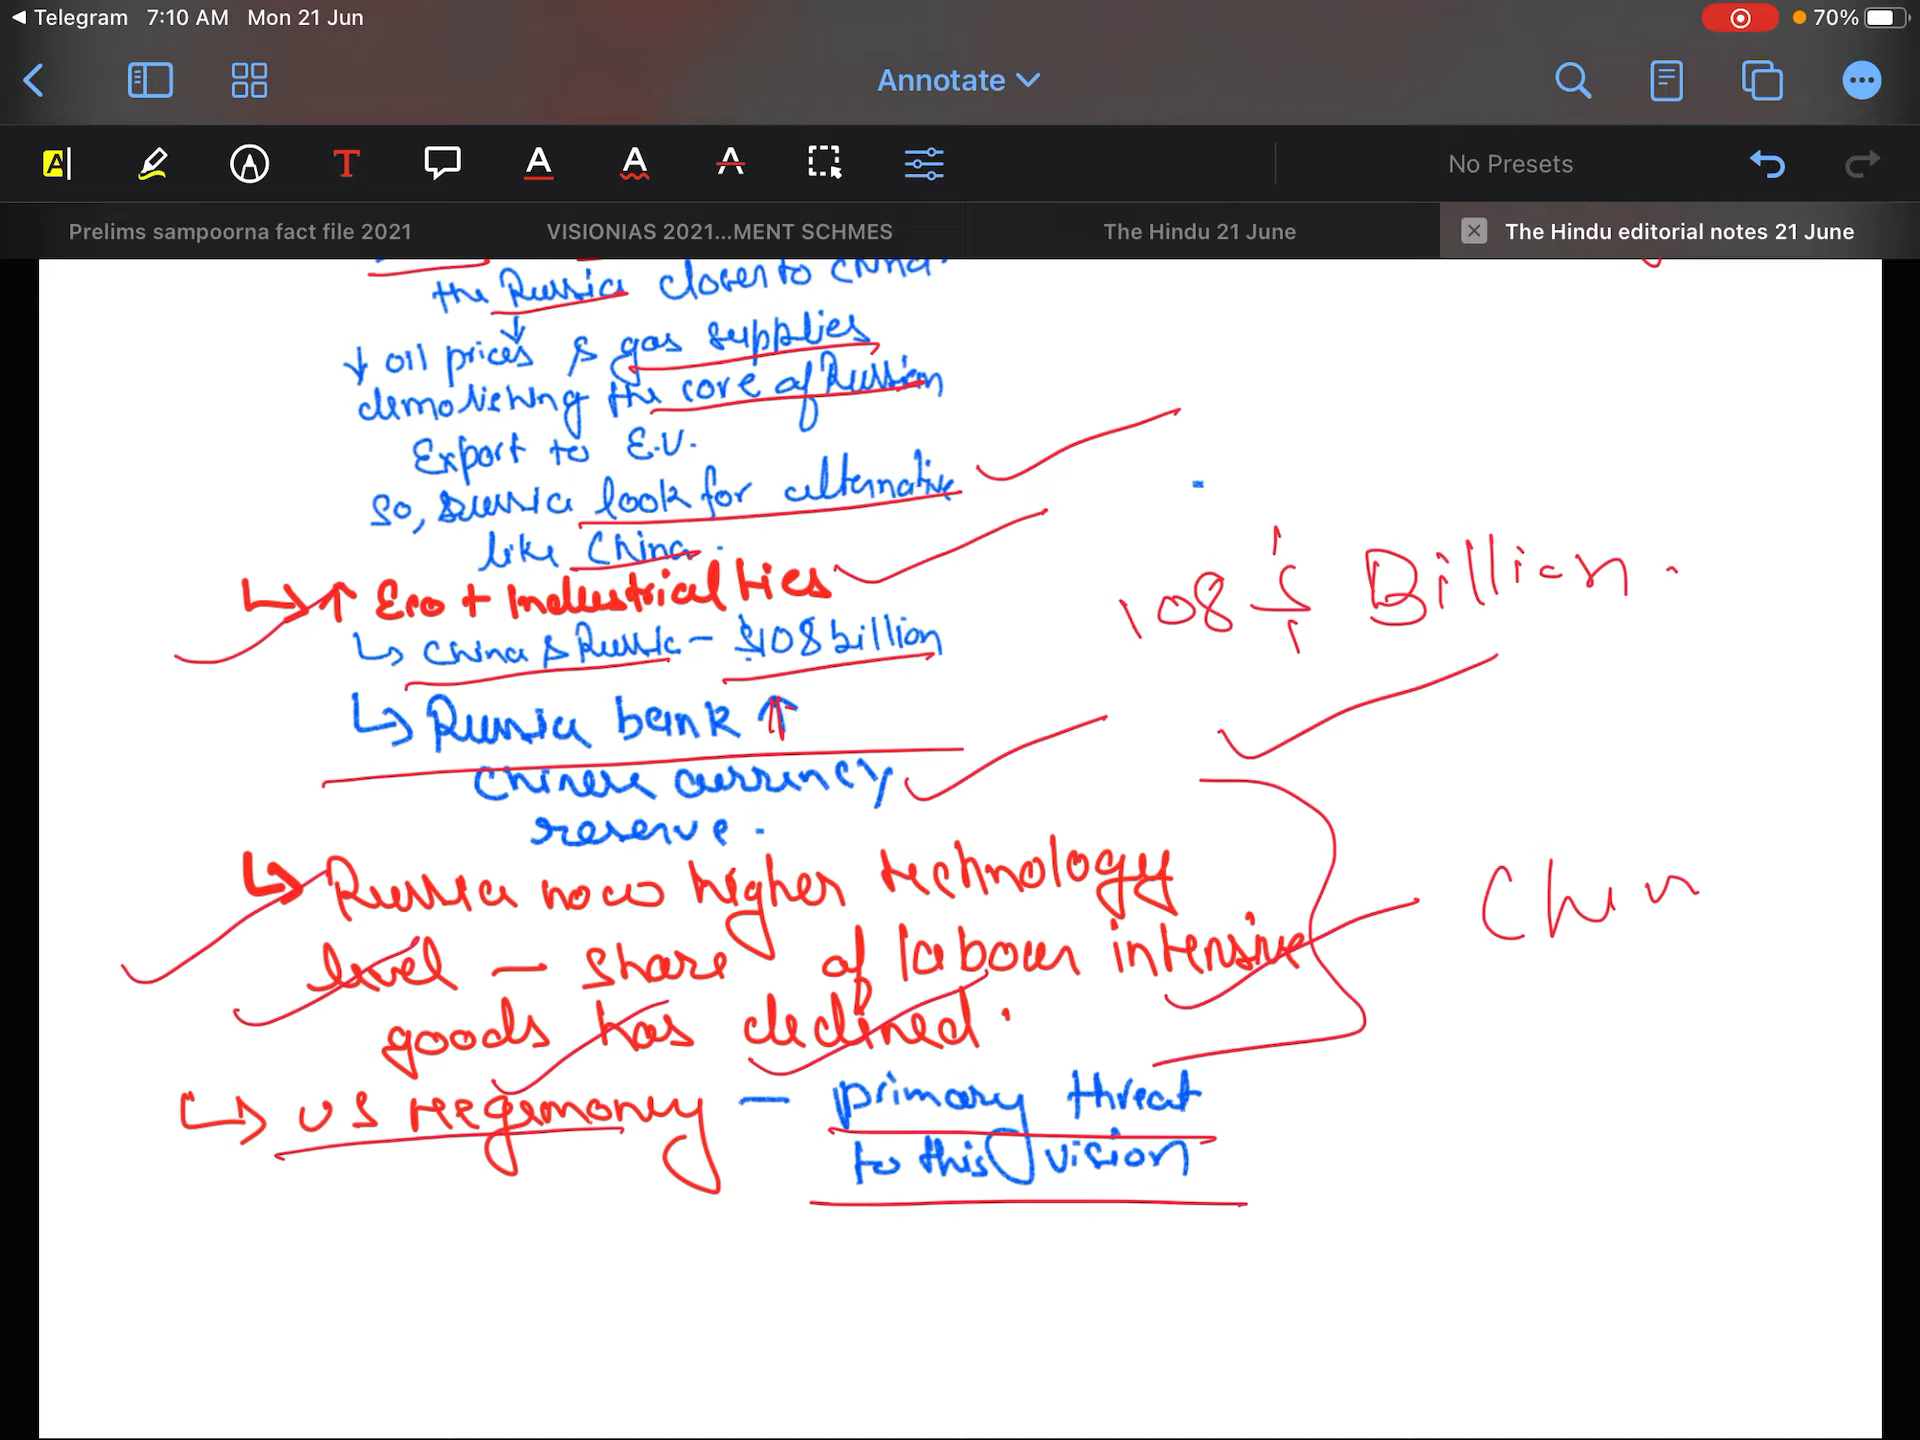 Telegram 7:10 AM Mon 21 Jun
70%
Annotate
No Presets
Prelims sampoorna fact file 2021
VISIONIAS 2021...MENT SCHMES
The Hindu 21 June
The Hindu editorial notes 21 June
the Russia closer to China.
↓ oil prices & gas supplies
demolishing the core of Russian
Export to E.U.
So, Russia look for alternative
like China.
↳ ↑ Eco + Industrial ties
↳ China & Russia - $108 billion
108 $ Billion.
↳ Russia bank ↑
Chinese currency
reserve.
↳ Russia now higher technology
level - share of labour intensive
goods has declined.
Chin
↳ US Hegemony - primary threat
to this vision